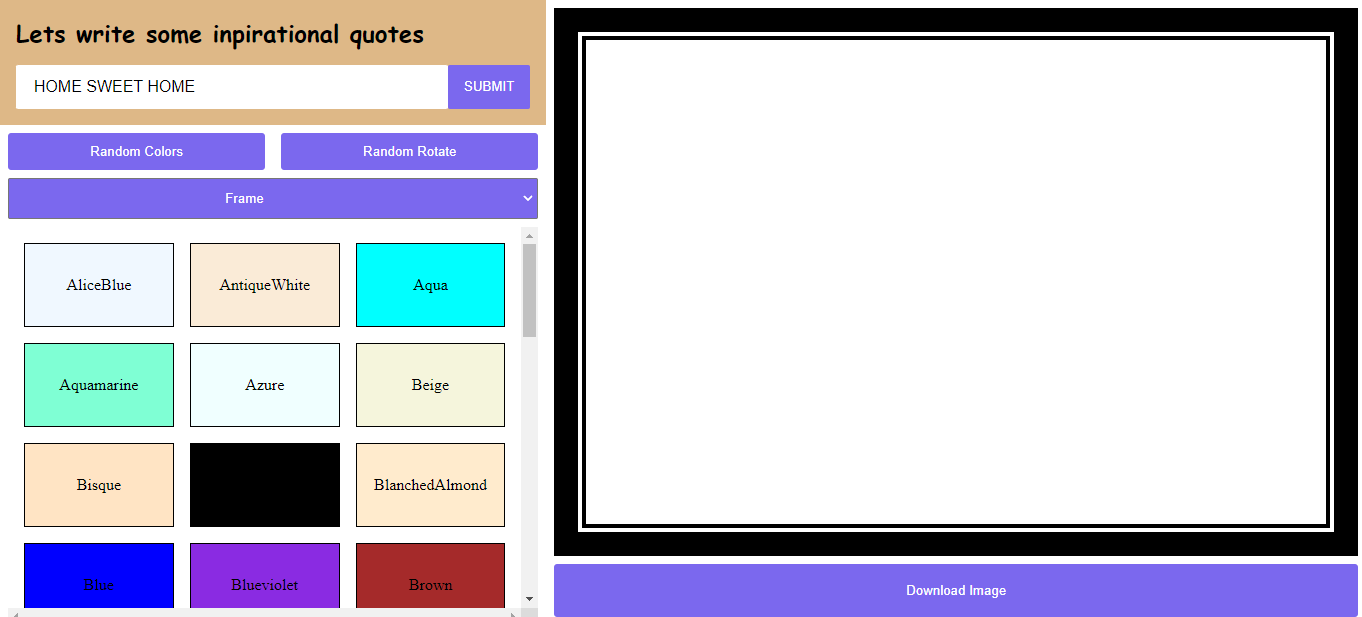 Lets write some inpirational quotes
HOME SWEET HOME
SUBMIT
Random Colors
Random Rotate
Frame
AliceBlue
AntiqueWhite
Aqua
Aquamarine
Azure
Beige
Bisque
BlanchedAlmond
Blue
Blueviolet
Brown
Download Image